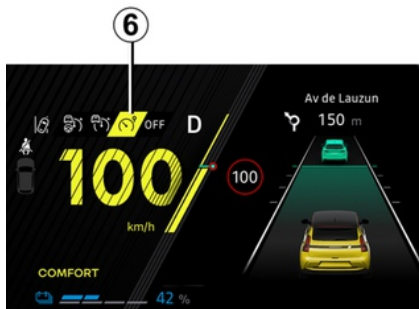 6
OFF
D
Av de Lauzun
150 m
100
100
km/h
COMFORT
42 %